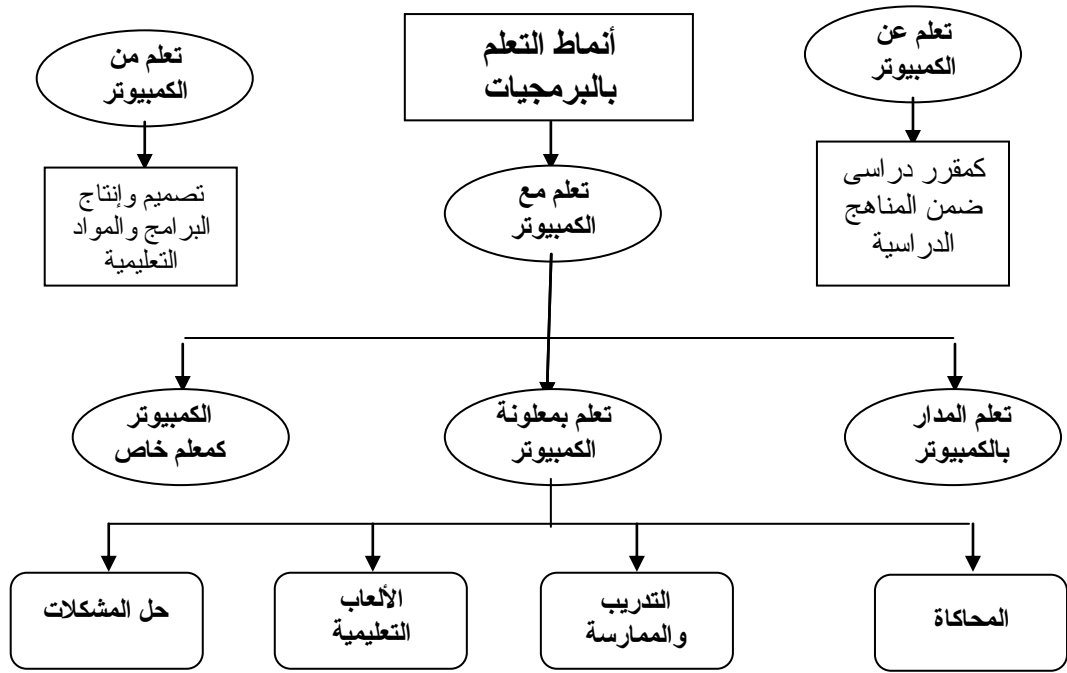 أنماط التعلم
بالبرمجيات
تعلم عن
الكمبيوتر
تعلم من
الكمبيوتر
كمقرر دراسى
ضمن المناهج
الدراسية
تعلم مع
الكمبيوتر
تصميم وإنتاج
البرامج والمواد
التعليمية
تعلم المدار
بالكمبيوتر
تعلم بمعلونة
الكمبيوتر
الكمبيوتر
كمعلم خاص
المحاكاة
التدريب
والممارسة
الألعاب
التعليمية
حل المشكلات